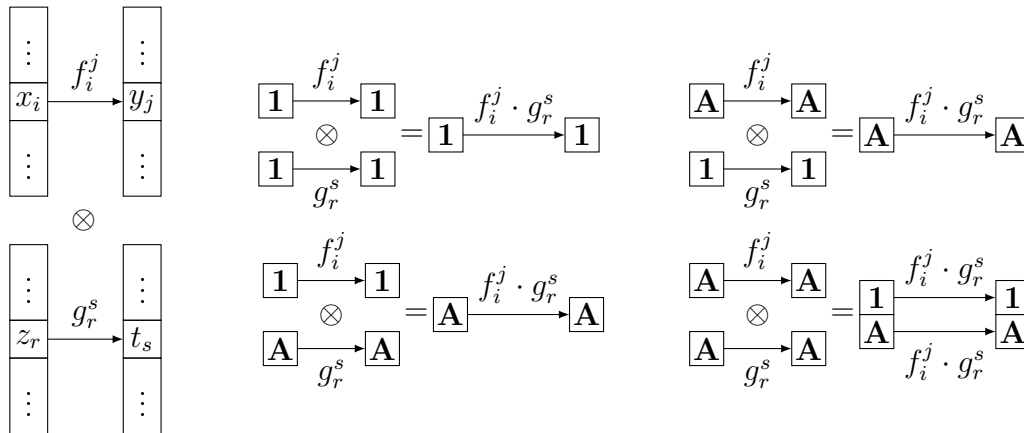 ⋮ ⋮
f_i^j
x_i y_j
⋮ ⋮
⊗
⋮ ⋮
g_r^s
z_r t_s
⋮ ⋮
f_i^j
1 1
⊗ = 1 f_i^j · g_r^s 1
1 1
g_r^s
f_i^j
A A
⊗ = A f_i^j · g_r^s A
1 1
g_r^s
f_i^j
1 1
⊗ = A f_i^j · g_r^s A
A A
g_r^s
f_i^j
A A
f_i^j · g_r^s
1 1
⊗ =
A A
f_i^j · g_r^s
A A
g_r^s